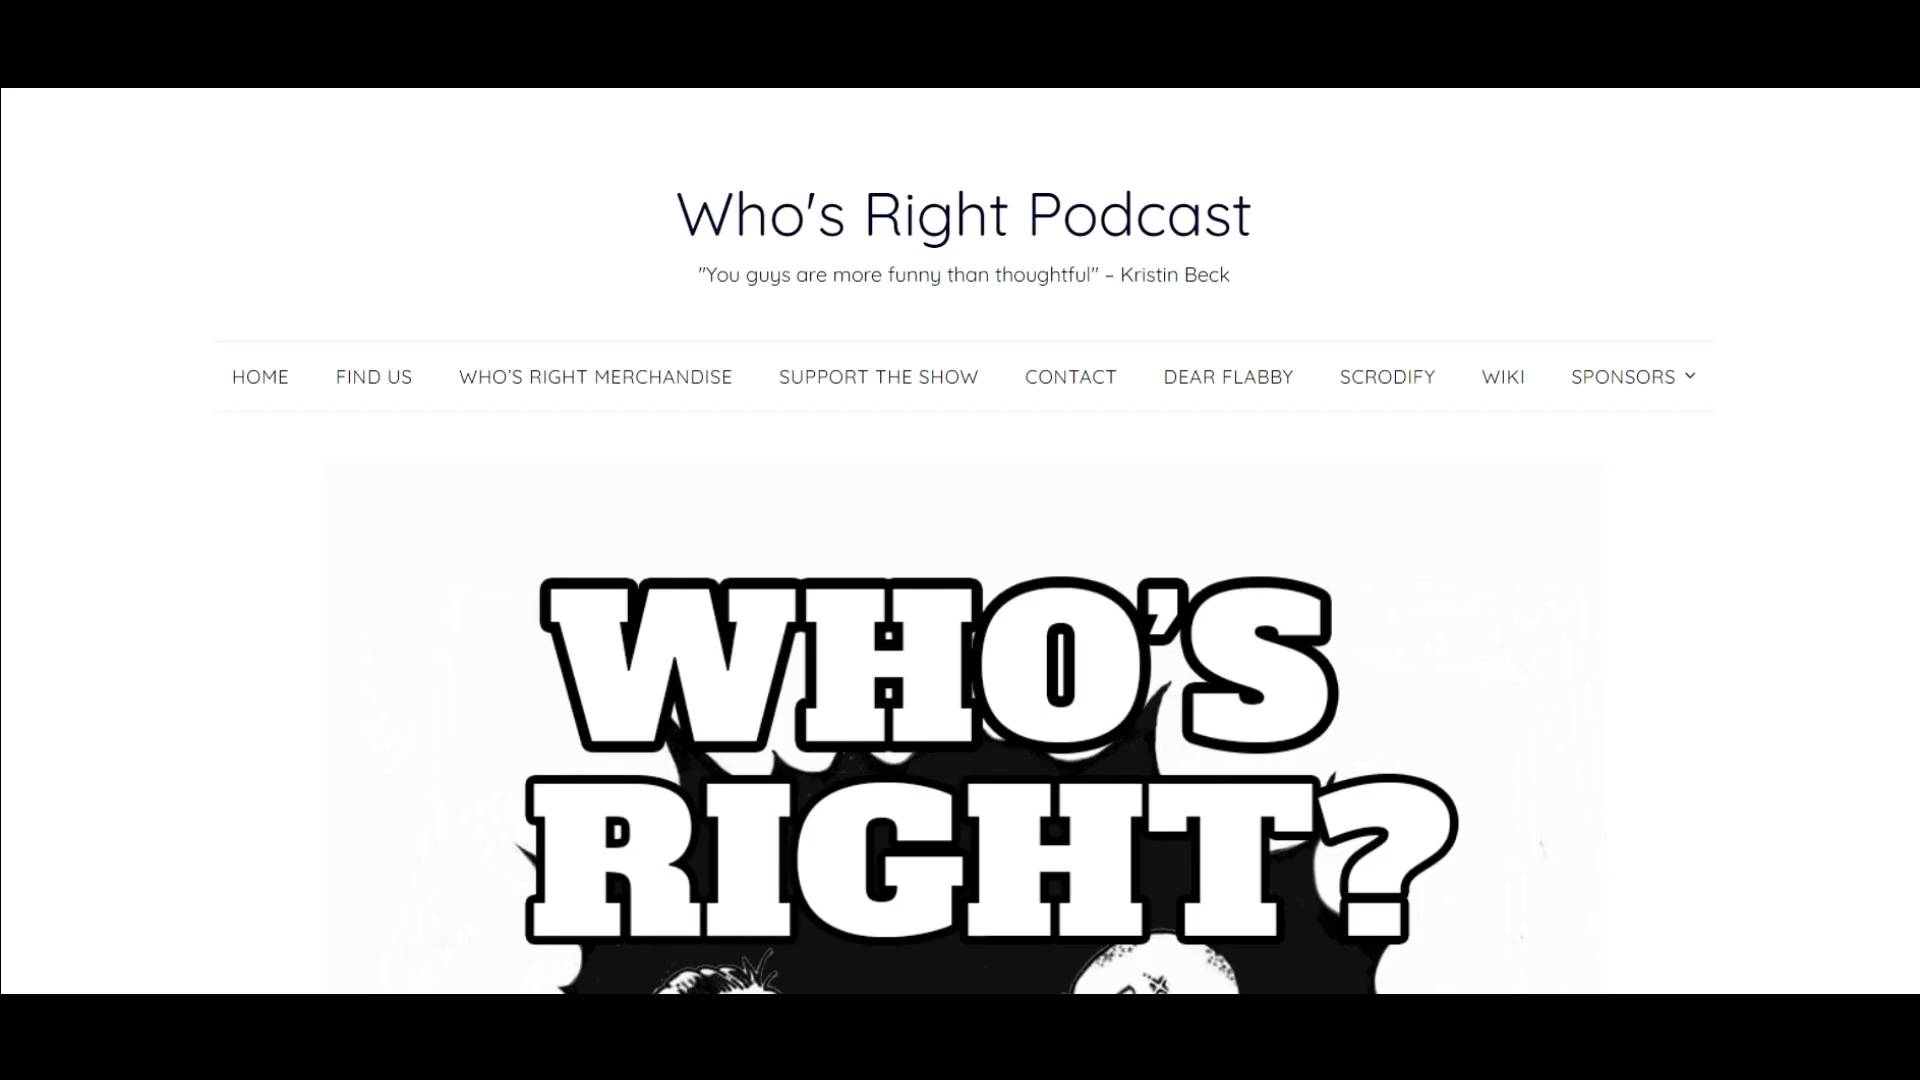 Who's Right Podcast
"You guys are more funny than thoughtful" – Kristin Beck
HOME FIND US WHO’S RIGHT MERCHANDISE SUPPORT THE SHOW CONTACT DEAR FLABBY SCRODIFY WIKI SPONSORS
WHO’S
RIGHT?